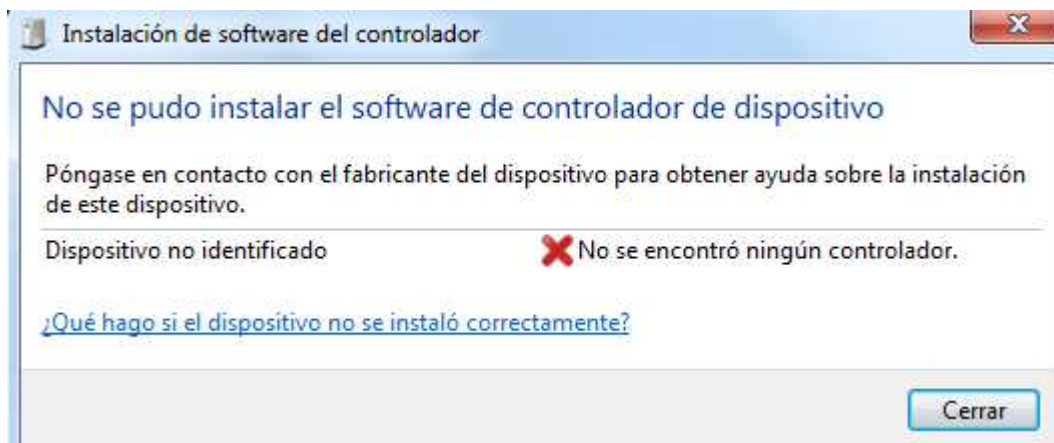 Instalación de software del controlador
No se pudo instalar el software de controlador de dispositivo
Póngase en contacto con el fabricante del dispositivo para obtener ayuda sobre la instalación
de este dispositivo.
Dispositivo no identificado No se encontró ningún controlador.
¿Qué hago si el dispositivo no se instaló correctamente?
Cerrar